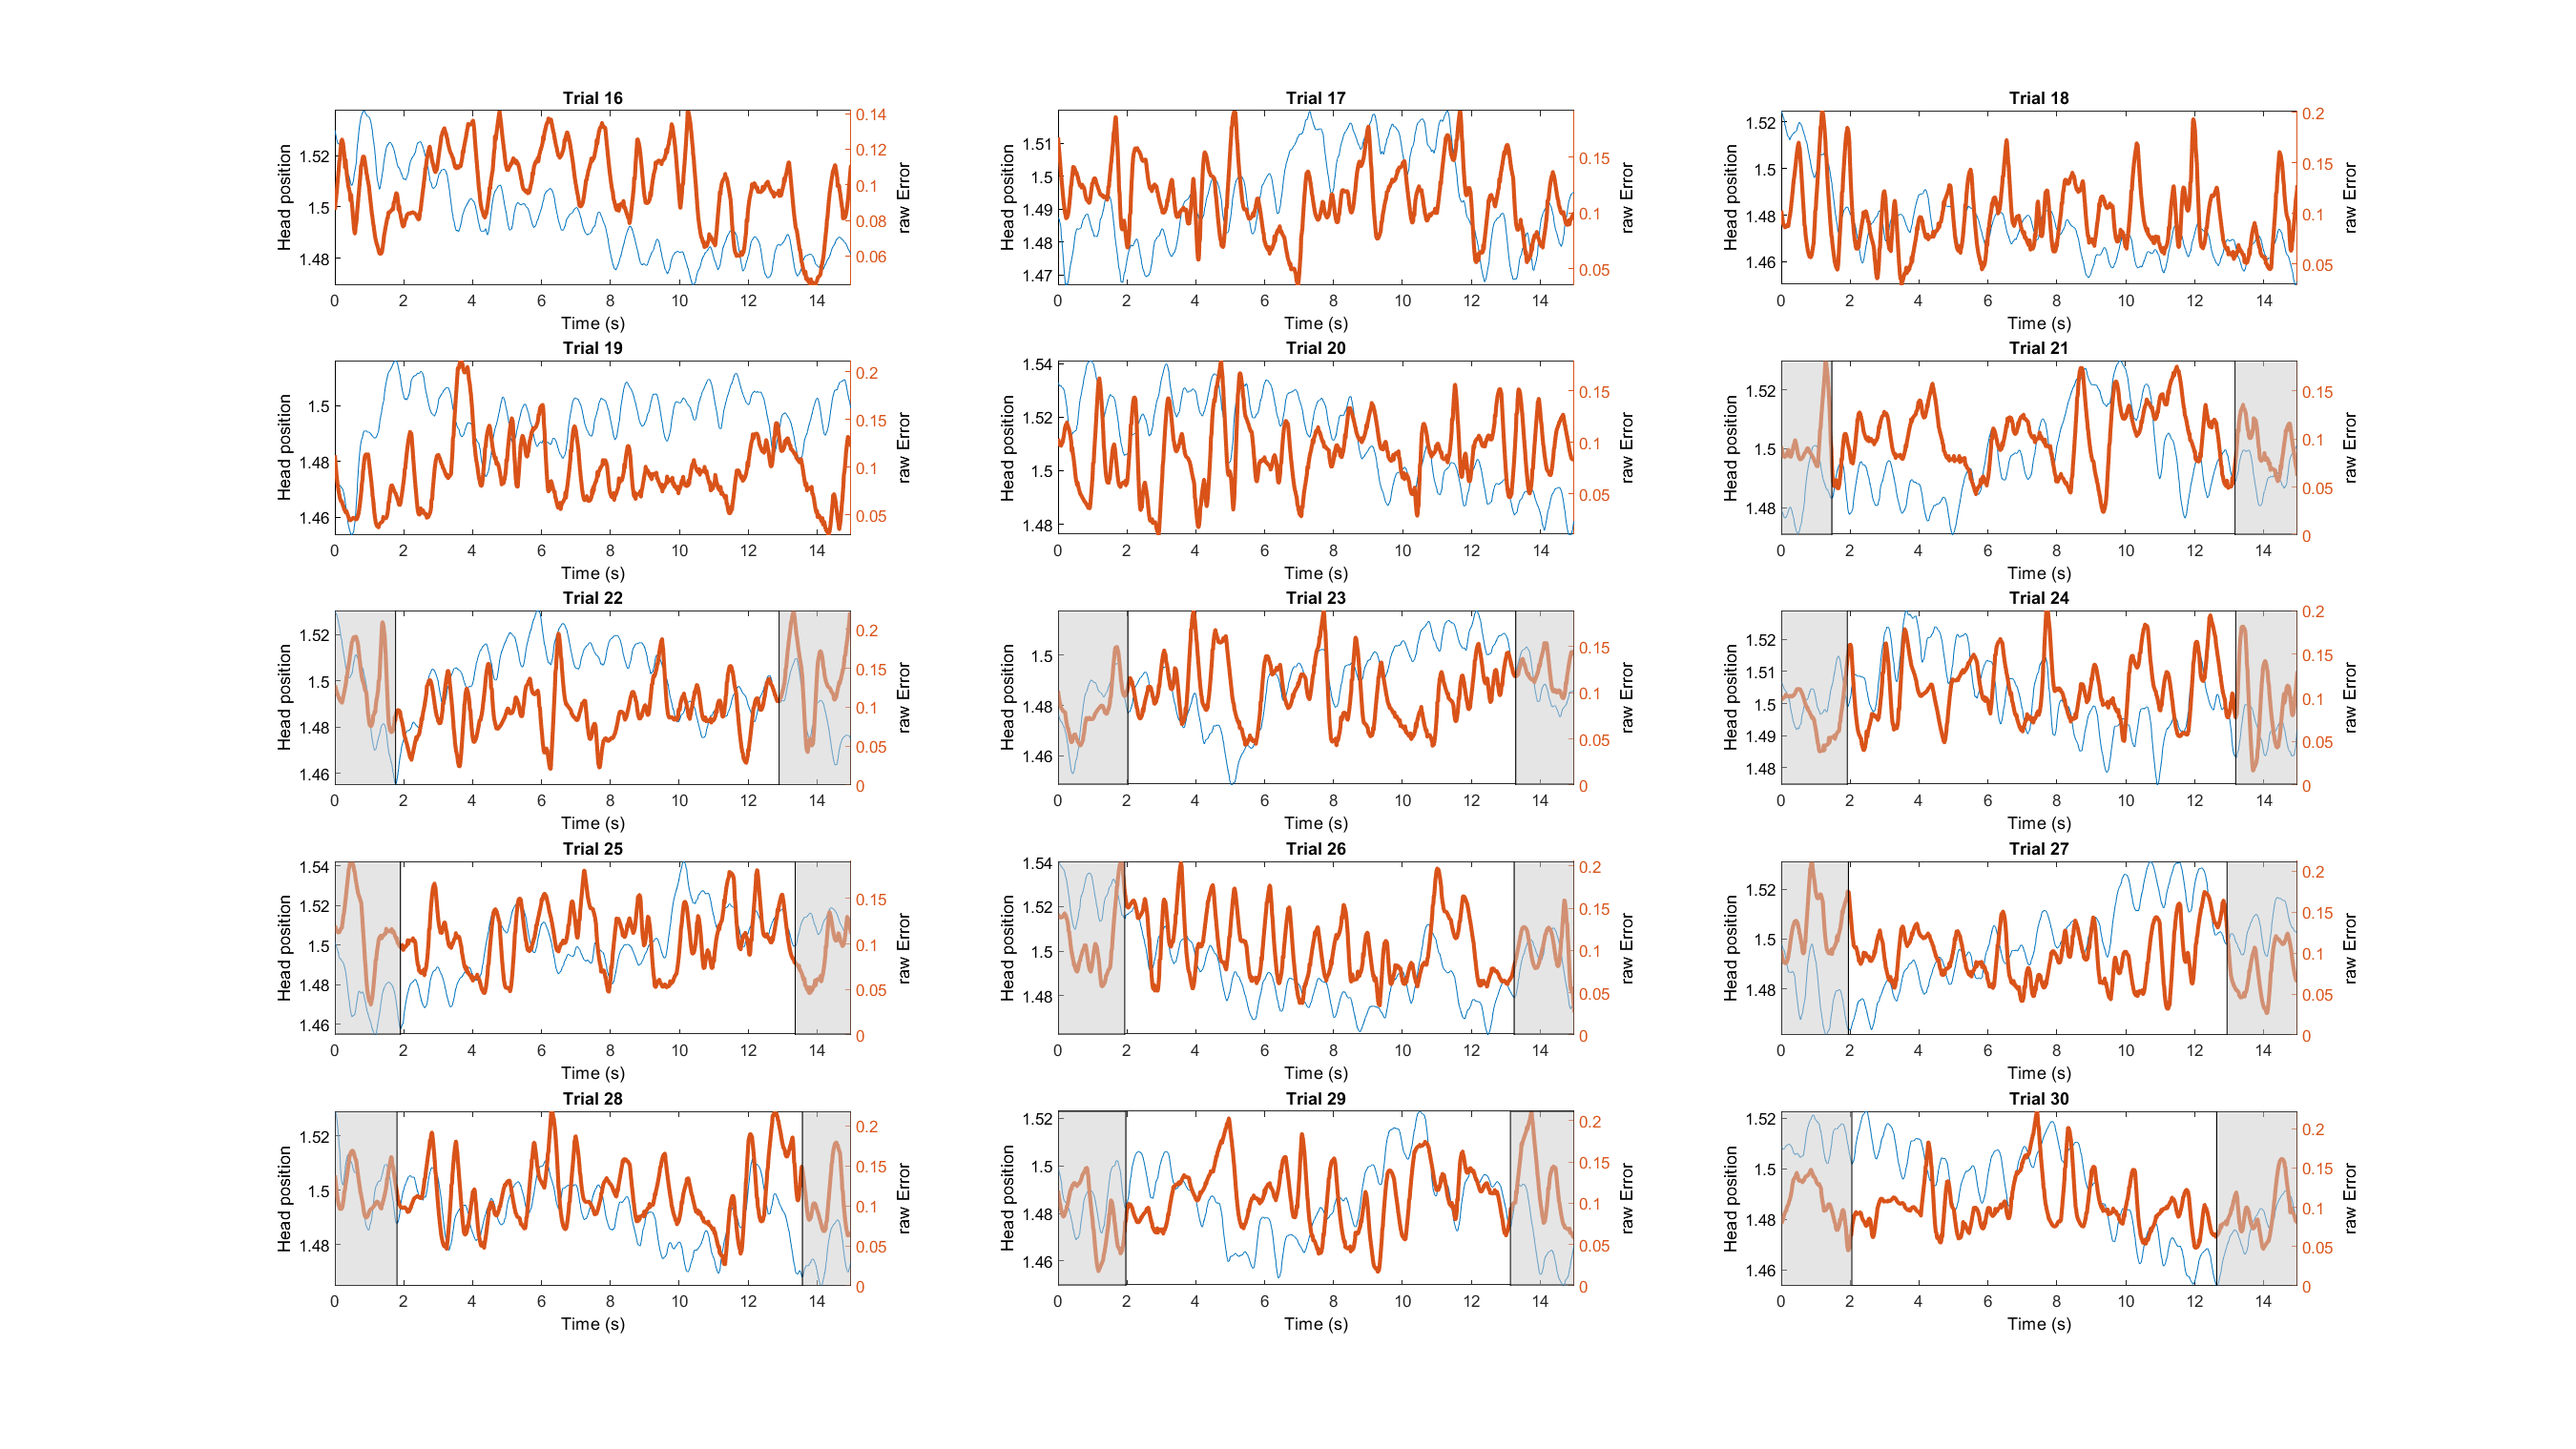 Trial 16 Trial 17 Trial 18
0.14 0.2
0.12 1.52
1.52 1.51 0.15
Head position 0.1 raw Error Head position 1.5 0.15 raw Error Head position 1.5 raw Error
1.5 1.49 0.1 1.48 0.1
0.08
1.48 0.06 1.48 1.46 0.05
1.47 0.05
0 2 4 6 8 10 12 14 0 2 4 6 8 10 12 14 0 2 4 6 8 10 12 14
Time (s) Time (s) Time (s)
Trial 19 Trial 20 Trial 21
0.2 1.54
1.5 0.15 1.52 0.15 1.52 0.15
Head position raw Error Head position 0.1 raw Error Head position 1.5 0.1 raw Error
1.48 0.1 1.5 0.05
1.46 0.05 1.48 0.05 1.48 0
0 2 4 6 8 10 12 14 0 2 4 6 8 10 12 14 0 2 4 6 8 10 12 14
Time (s) Time (s) Time (s)
Trial 22 Trial 23 Trial 24
0.2
1.52 0.2 1.52
1.5 0.15 1.5 0.15 1.51 0.15
Head position 0.1 raw Error Head position 0.1 raw Error Head position 1.5 0.1 raw Error
1.48 0.05 1.48 0.05 1.49 0.05
1.46 0 1.46 0 1.48 0
0 2 4 6 8 10 12 14 0 2 4 6 8 10 12 14 0 2 4 6 8 10 12 14
Time (s) Time (s) Time (s)
Trial 25 Trial 26 Trial 27
1.54 1.54 0.2 0.2
1.52 0.15 1.52 0.15 1.52 0.15
Head position 1.5 0.1 raw Error Head position 1.5 0.1 raw Error Head position 1.5 0.1 raw Error
1.48 0.05 1.48 0.05 1.48 0.05
1.46 0 0 0
0 2 4 6 8 10 12 14 0 2 4 6 8 10 12 14 0 2 4 6 8 10 12 14
Time (s) Time (s) Time (s)
Trial 28 Trial 29 Trial 30
1.52 0.2 1.52 0.2 1.52 0.2
0.15 1.5 0.15 1.5 0.15
Head position 1.5 0.1 raw Error Head position 1.48 0.1 raw Error Head position 1.48 0.1 raw Error
1.48 0.05 1.46 0.05 1.46 0.05
0 0 0
0 2 4 6 8 10 12 14 0 2 4 6 8 10 12 14 0 2 4 6 8 10 12 14
Time (s) Time (s) Time (s)